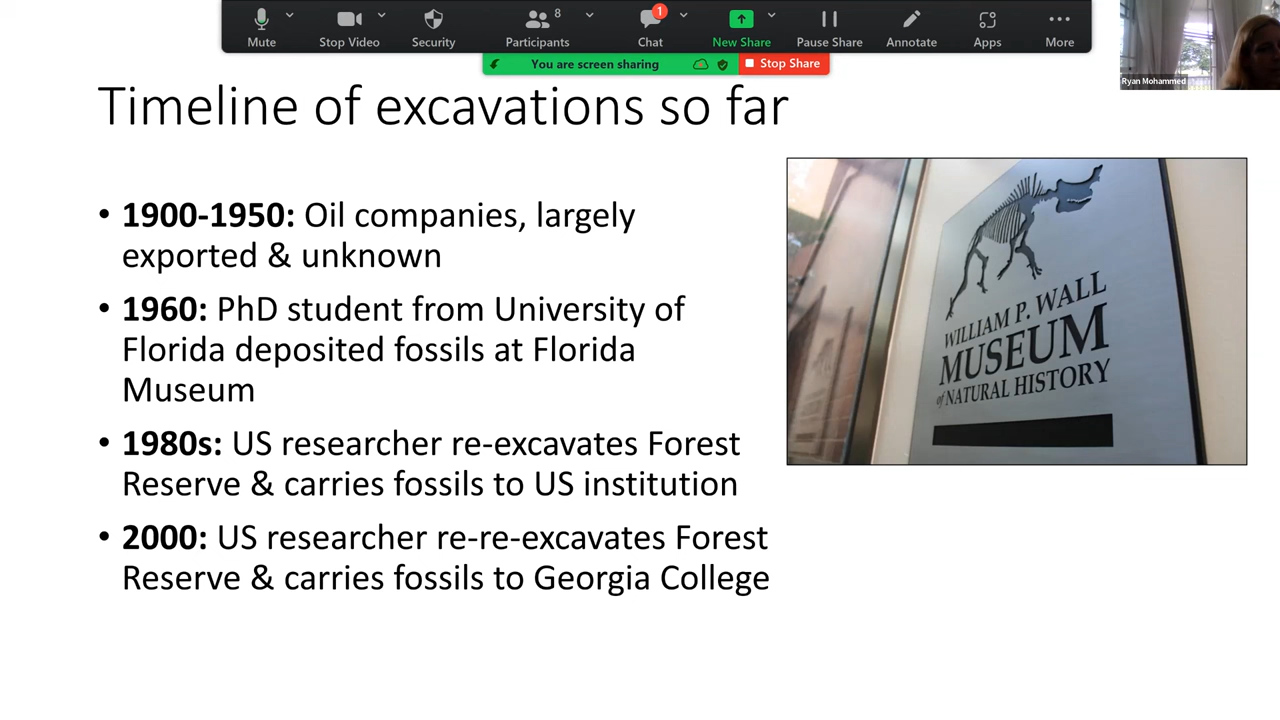 Mute
Stop Video
Security
8
Participants
1
Chat
New Share
Pause Share
Annotate
Apps
More
You are screen sharing
Stop Share
Ryan Mohammed
Timeline of excavations so far
• 1900-1950: Oil companies, largely
exported & unknown
• 1960: PhD student from University of
Florida deposited fossils at Florida
Museum
• 1980s: US researcher re-excavates Forest
Reserve & carries fossils to US institution
• 2000: US researcher re-re-excavates Forest
Reserve & carries fossils to Georgia College
WILLIAM P. WALL
MUSEUM
of NATURAL HISTORY